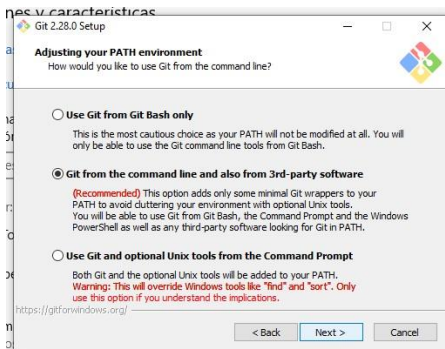 nes y características
Git 2.28.0 Setup
Adjusting your PATH environment
How would you like to use Git from the command line?
Use Git from Git Bash only
This is the most cautious choice as your PATH will not be modified at all. You will
only be able to use the Git command line tools from Git Bash.
Git from the command line and also from 3rd-party software
(Recommended) This option adds only some minimal Git wrappers to your
PATH to avoid cluttering your environment with optional Unix tools.
You will be able to use Git from Git Bash, the Command Prompt and the Windows
PowerShell as well as any third-party software looking for Git in PATH.
Use Git and optional Unix tools from the Command Prompt
Both Git and the optional Unix tools will be added to your PATH.
Warning: This will override Windows tools like "find" and "sort". Only
use this option if you understand the implications.
https://gitforwindows.org/
< Back Next > Cancel